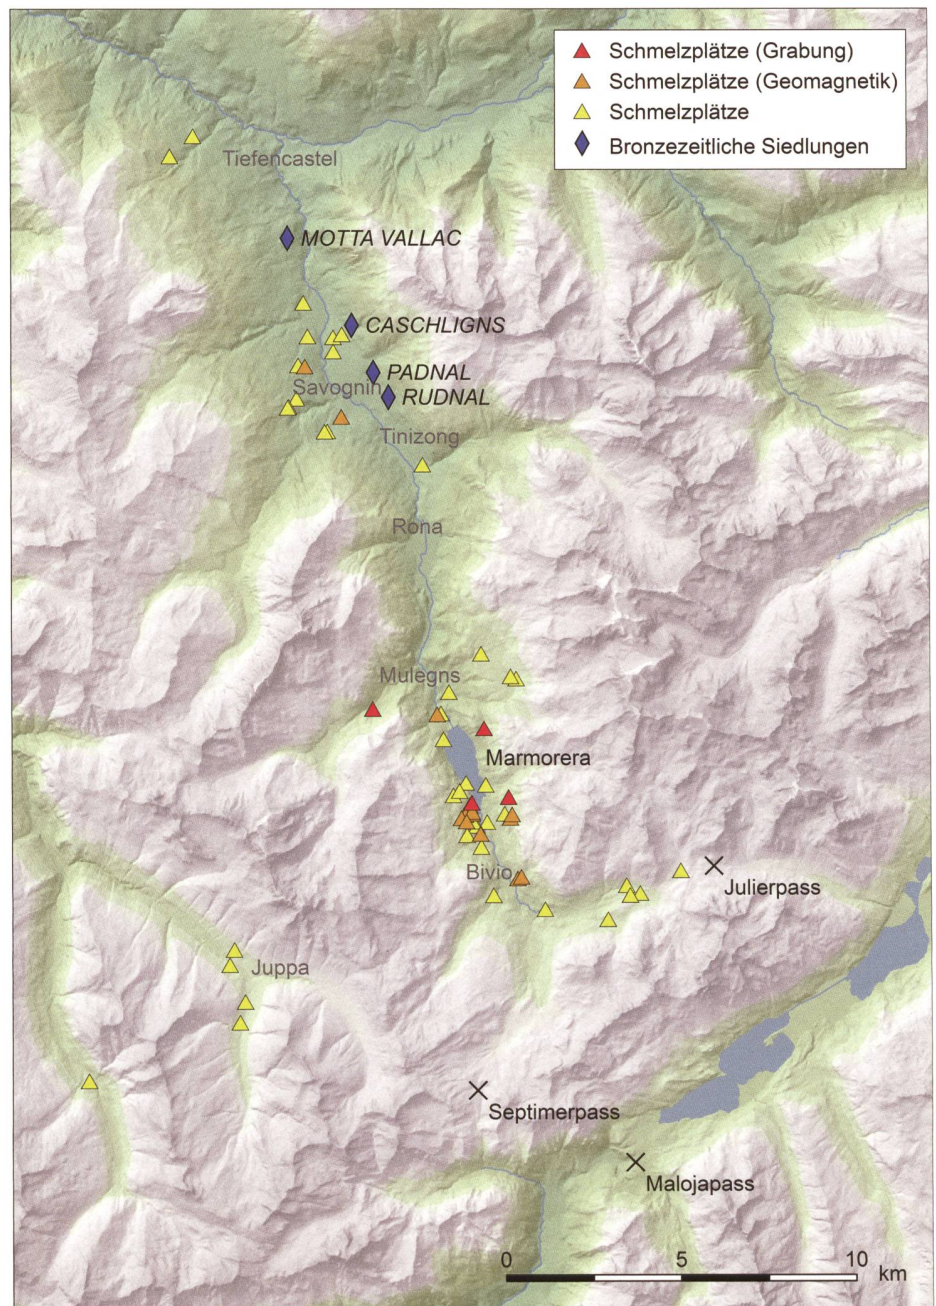 Schmelzplätze (Grabung)
Schmelzplätze (Geomagnetik)
Schmelzplätze
Bronzezeitliche Siedlungen
Tiefencastel
MOTTA VALLAC
CASCHLIGNS
PADNAL
Savognin
RUDNAL
Tinizong
Rona
Mulegns
Marmorera
Bivio
Julierpass
Juppa
Septimerpass
Malojapass
0 5 10
km